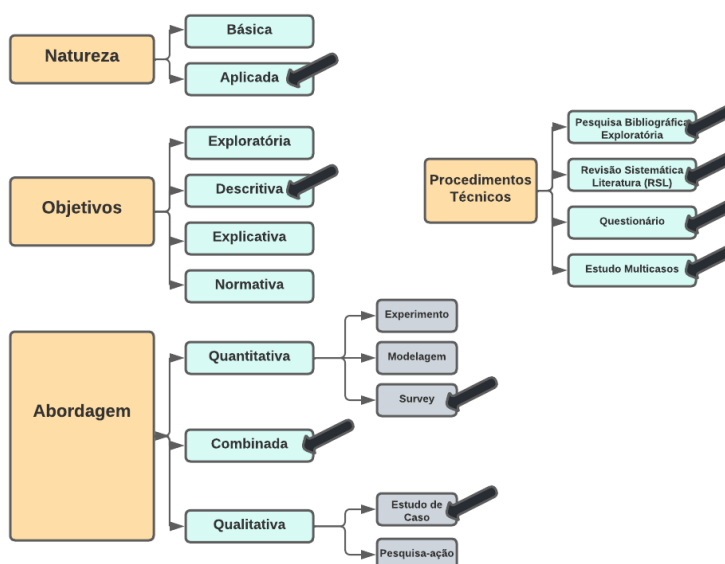 Natureza
Básica
Aplicada
Objetivos
Exploratória
Descritiva
Explicativa
Normativa
Abordagem
Quantitativa
Experimento
Modelagem
Survey
Combinada
Qualitativa
Estudo de
Caso
Pesquisa-ação
Procedimentos
Técnicos
Pesquisa Bibliográfica
Exploratória
Revisão Sistemática
Literatura (RSL)
Questionário
Estudo Multicasos